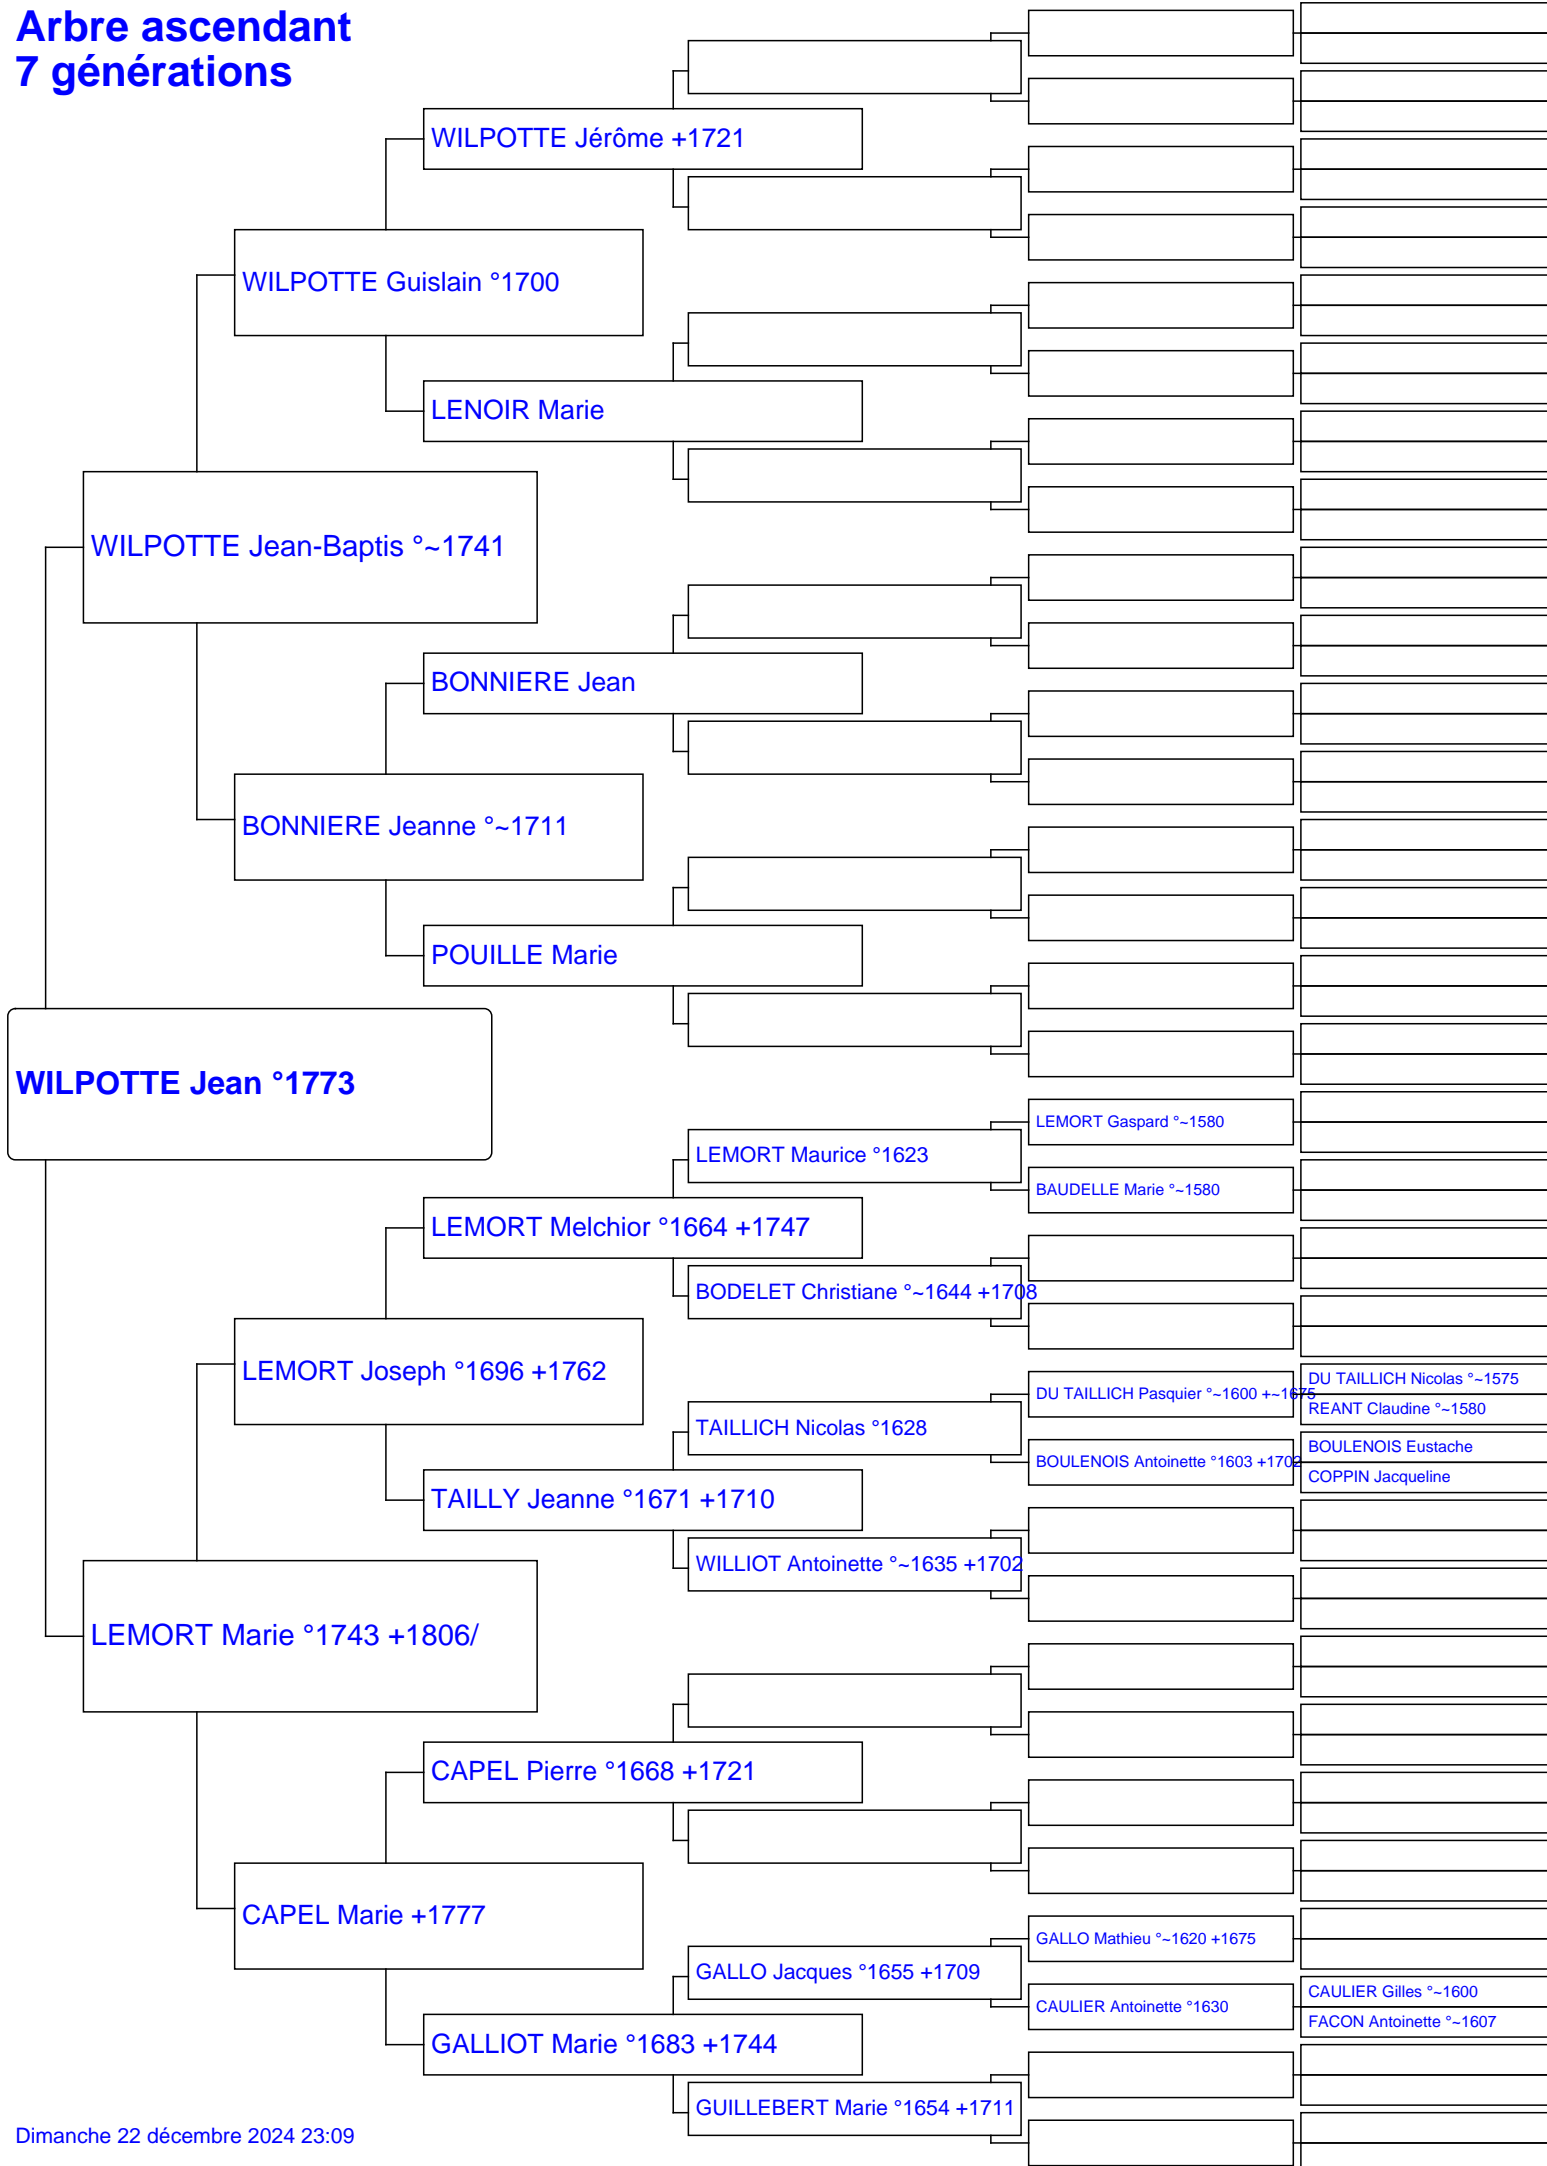 Arbre ascendant
7 générations
WILPOTTE Jérôme +1721
WILPOTTE Guislain °1700
LENOIR Marie
WILPOTTE Jean-Baptis °~1741
BONNIERE Jean
BONNIERE Jeanne °~1711
POUILLE Marie
WILPOTTE Jean °1773
LEMORT Gaspard °~1580
LEMORT Maurice °1623
BAUDELLE Marie °~1580
LEMORT Melchior °1664 +1747
BODELET Christiane °~1644 +1708
LEMORT Joseph °1696 +1762
DU TAILLICH Nicolas °~1575
DU TAILLICH Pasquier °~1600 +~1675
REANT Claudine °~1580
TAILLICH Nicolas °1628
BOULENOIS Eustache
BOULENOIS Antoinette °1603 +1702
COPPIN Jacqueline
TAILLY Jeanne °1671 +1710
WILLIOT Antoinette °~1635 +1702
LEMORT Marie °1743 +1806/
CAPEL Pierre °1668 +1721
CAPEL Marie +1777
GALLO Mathieu °~1620 +1675
GALLO Jacques °1655 +1709
CAULIER Gilles °~1600
CAULIER Antoinette °1630
FACON Antoinette °~1607
GALLIOT Marie °1683 +1744
GUILLEBERT Marie °1654 +1711
Dimanche 22 décembre 2024 23:09